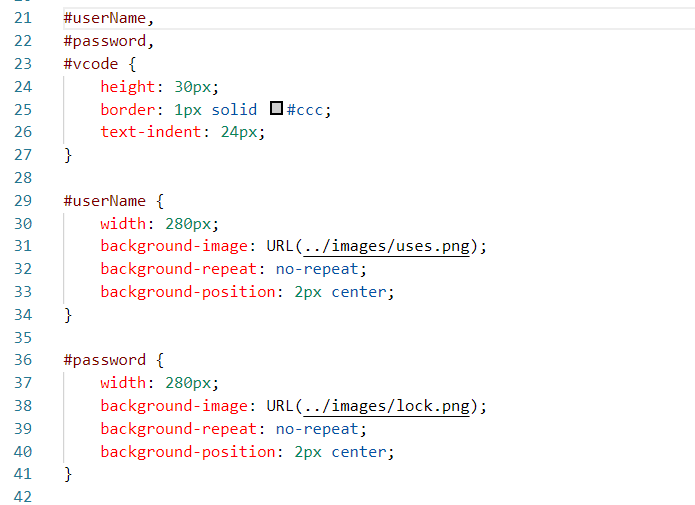 21 #userName,
22 #password,
23 #vcode {
24 height: 30px;
25 border: 1px solid #ccc;
26 text-indent: 24px;
27 }
28
29 #userName {
30 width: 280px;
31 background-image: URL(../images/uses.png);
32 background-repeat: no-repeat;
33 background-position: 2px center;
34 }
35
36 #password {
37 width: 280px;
38 background-image: URL(../images/lock.png);
39 background-repeat: no-repeat;
40 background-position: 2px center;
41 }
42